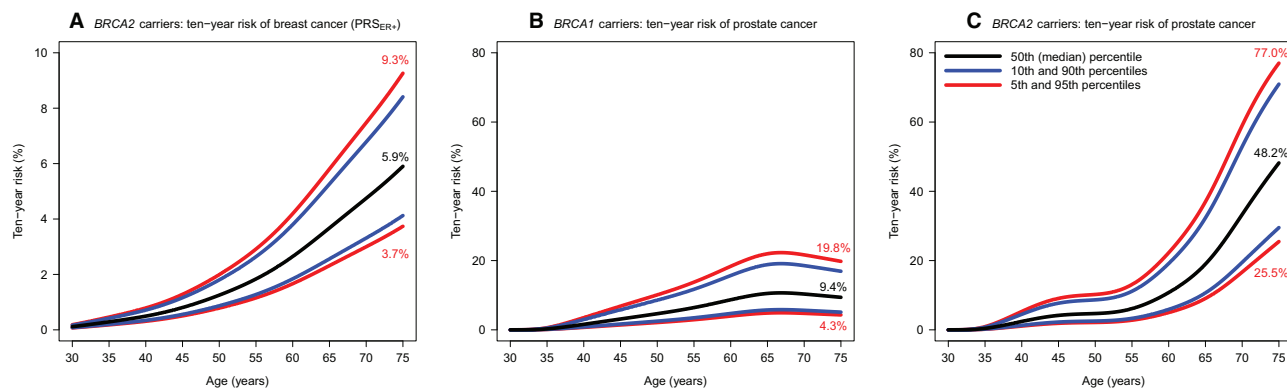 A BRCA2 carriers: ten−year risk of breast cancer (PRSER+)
10
8
6
4
2
0
Ten−year risk (%)
9.3%
5.9%
3.7%
30 35 40 45 50 55 60 65 70 75
Age (years)
B BRCA1 carriers: ten−year risk of prostate cancer
80
60
40
20
0
Ten−year risk (%)
19.8%
9.4%
4.3%
30 35 40 45 50 55 60 65 70 75
Age (years)
C BRCA2 carriers: ten−year risk of prostate cancer
80
60
40
20
0
Ten−year risk (%)
50th (median) percentile
10th and 90th percentiles
5th and 95th percentiles
77.0%
48.2%
25.5%
30 35 40 45 50 55 60 65 70 75
Age (years)